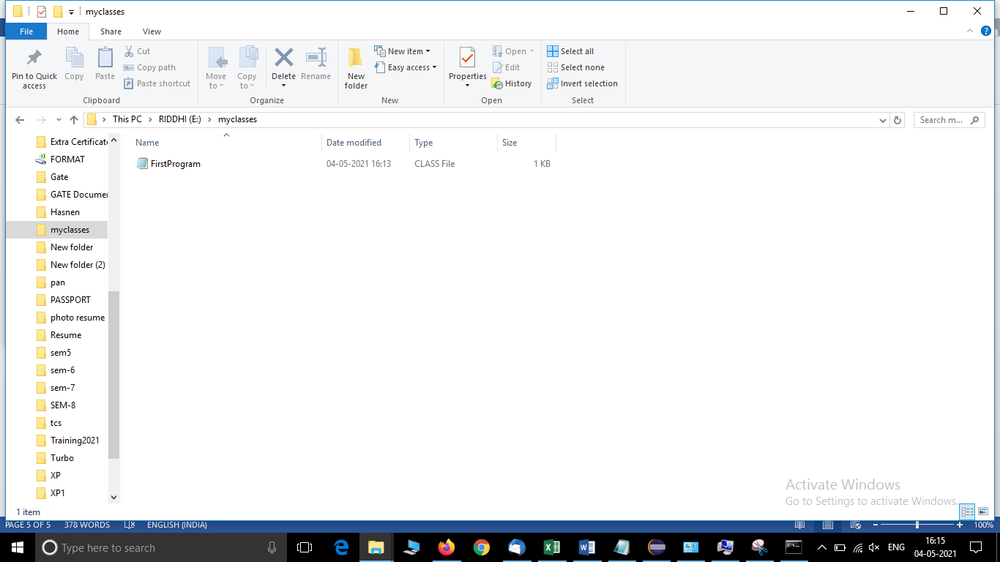 myclasses
File Home Share View
Pin to Quick access
Copy
Paste
Cut
Copy path
Paste shortcut
Clipboard
Move to
Copy to
Delete
Rename
Organize
New folder
New item
Easy access
New
Properties
Open
Edit
History
Open
Select all
Select none
Invert selection
Select
This PC > RIDDHI (E:) > myclasses
Search m...
Name Date modified Type Size
FirstProgram 04-05-2021 16:13 CLASS File 1 KB
Extra Certificate
FORMAT
Gate
GATE Documen
Hasnen
myclasses
New folder
New folder (2)
pan
PASSPORT
photo resume
Resume
sem5
sem-6
sem-7
SEM-8
tcs
Training2021
Turbo
XP
XP1
Activate Windows
Go to Settings to activate Windows.
1 item
PAGE 5 OF 5 378 WORDS ENGLISH (INDIA) 100%
Type here to search
ENG
16:15
04-05-2021